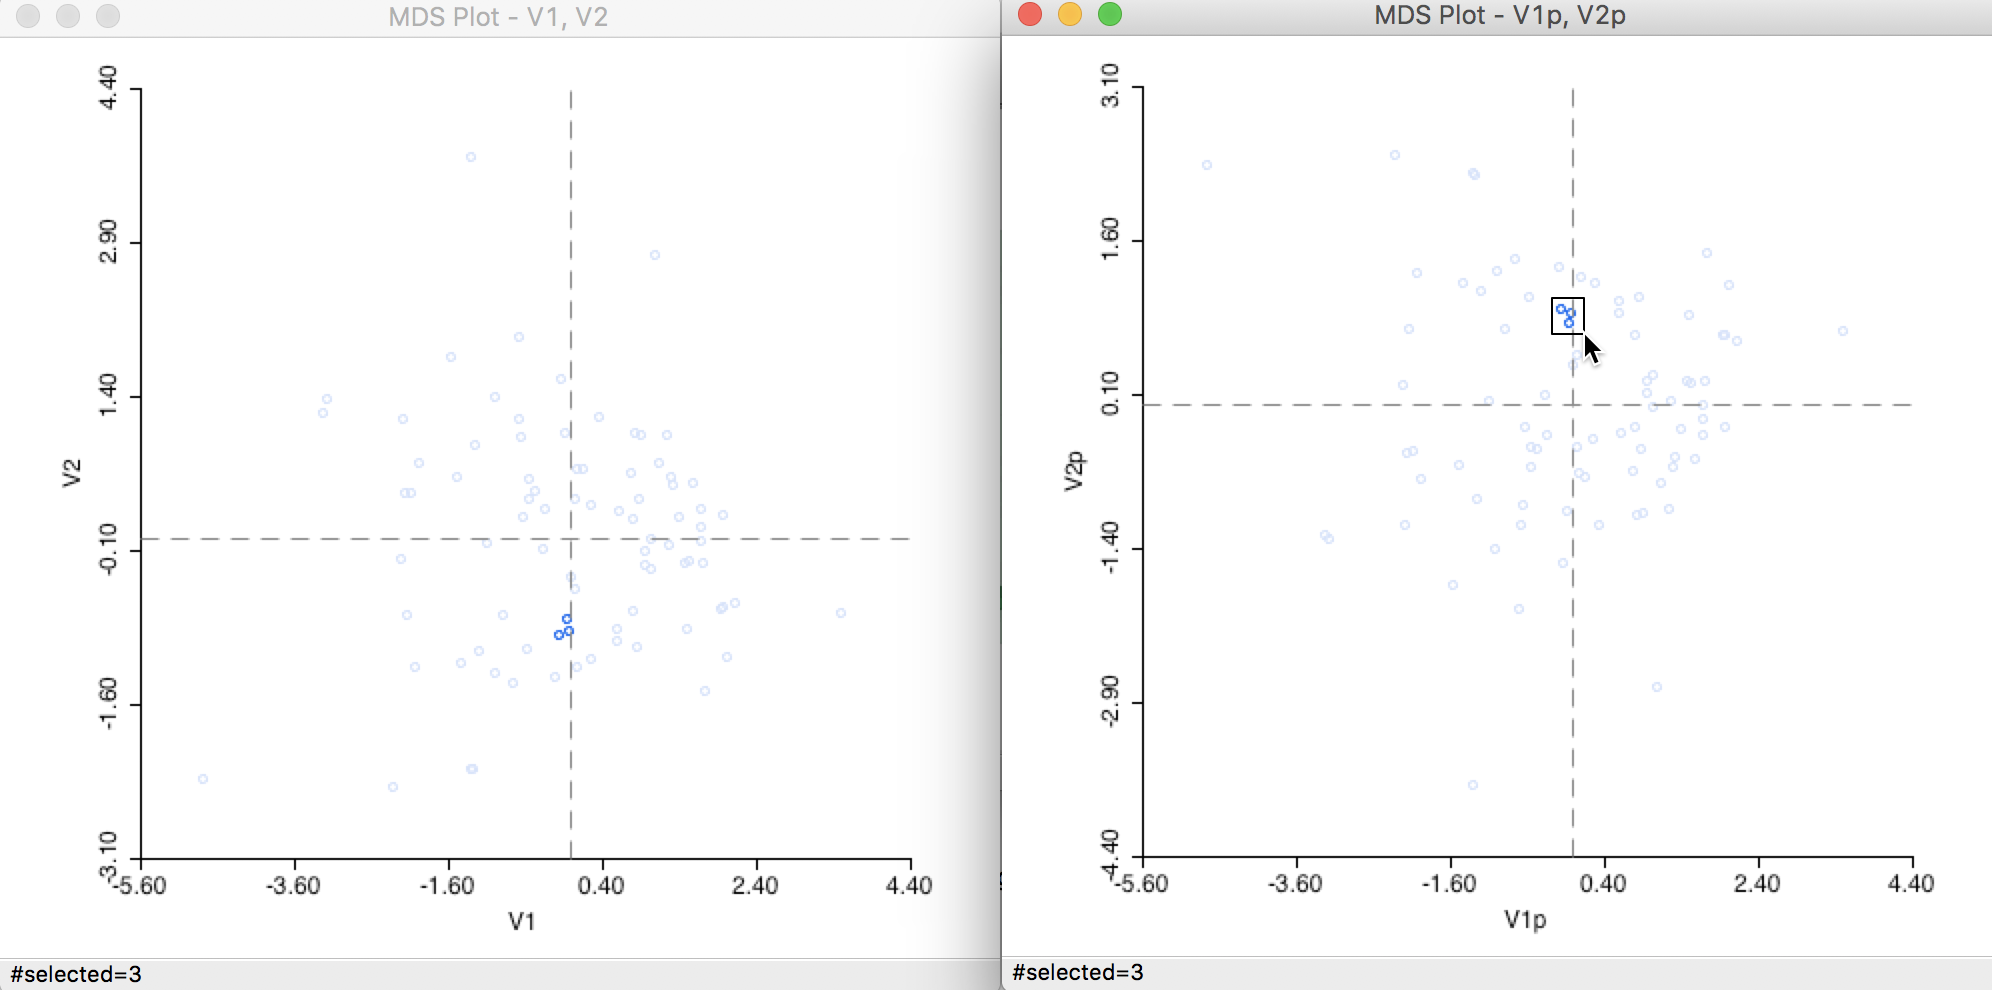 MDS Plot - V1, V2
4.40
2.90
1.40
-0.10
-1.60
-3.10
V2
-5.60 -3.60 -1.60 0.40 2.40 4.40
V1
#selected=3
MDS Plot - V1p, V2p
3.10
1.60
0.10
-1.40
-2.90
-4.40
V2p
-5.60 -3.60 -1.60 0.40 2.40 4.40
V1p
#selected=3